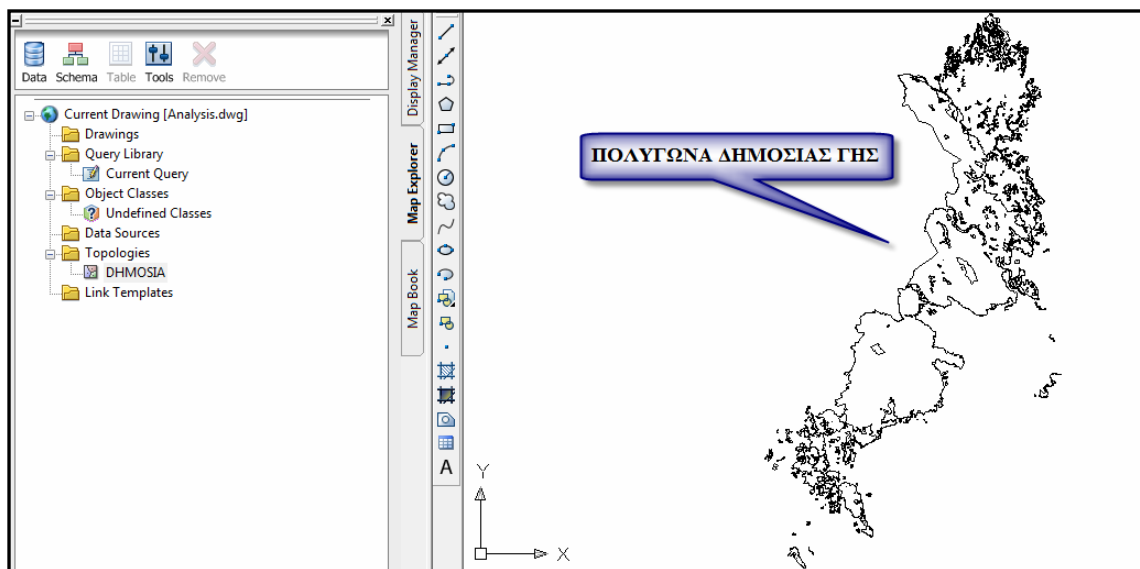 Data Schema Table Tools Remove
Current Drawing [Analysis.dwg]
Drawings
Query Library
Current Query
Object Classes
Undefined Classes
Data Sources
Topologies
DHMOSIA
Link Templates
Display Manager
Map Explorer
Map Book
A
ΠΟΛΥΓΩΝΑ ΔΗΜΟΣΙΑΣ ΓΗΣ
Y
X